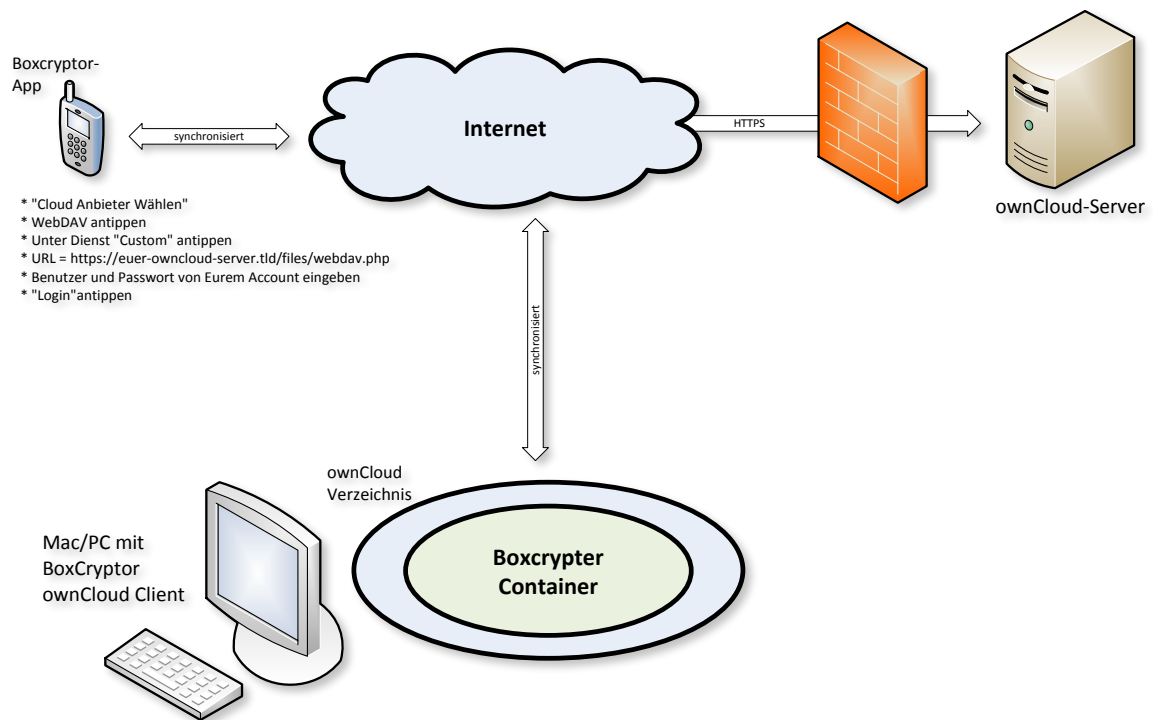 Boxcryptor-
App
synchronisiert
Internet
HTTPS
ownCloud-Server
* "Cloud Anbieter Wählen"
* WebDAV antippen
* Unter Dienst "Custom" antippen
* URL = https://euer-owncloud-server.tld/files/webdav.php
* Benutzer und Passwort von Eurem Account eingeben
* "Login"antippen
synchronisiert
ownCloud
Verzeichnis
Mac/PC mit
BoxCryptor
ownCloud Client
Boxcrypter
Container